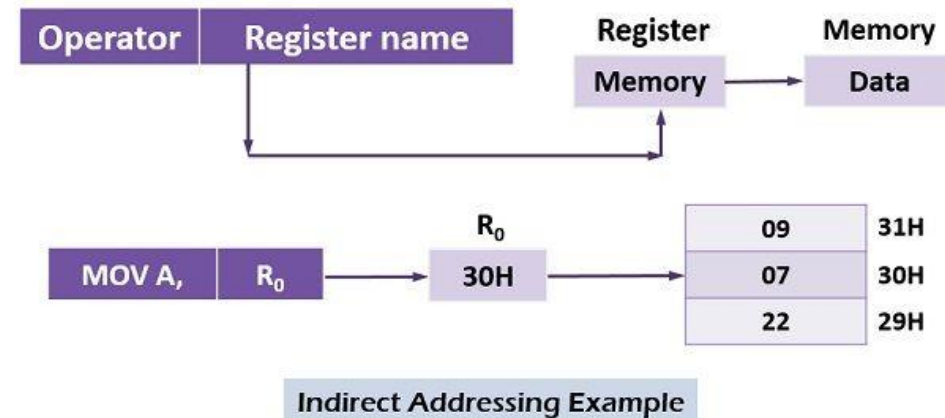 Operator Register name
Register Memory
Memory Data
R₀
MOV A, R₀ 30H
09 31H
07 30H
22 29H
Indirect Addressing Example